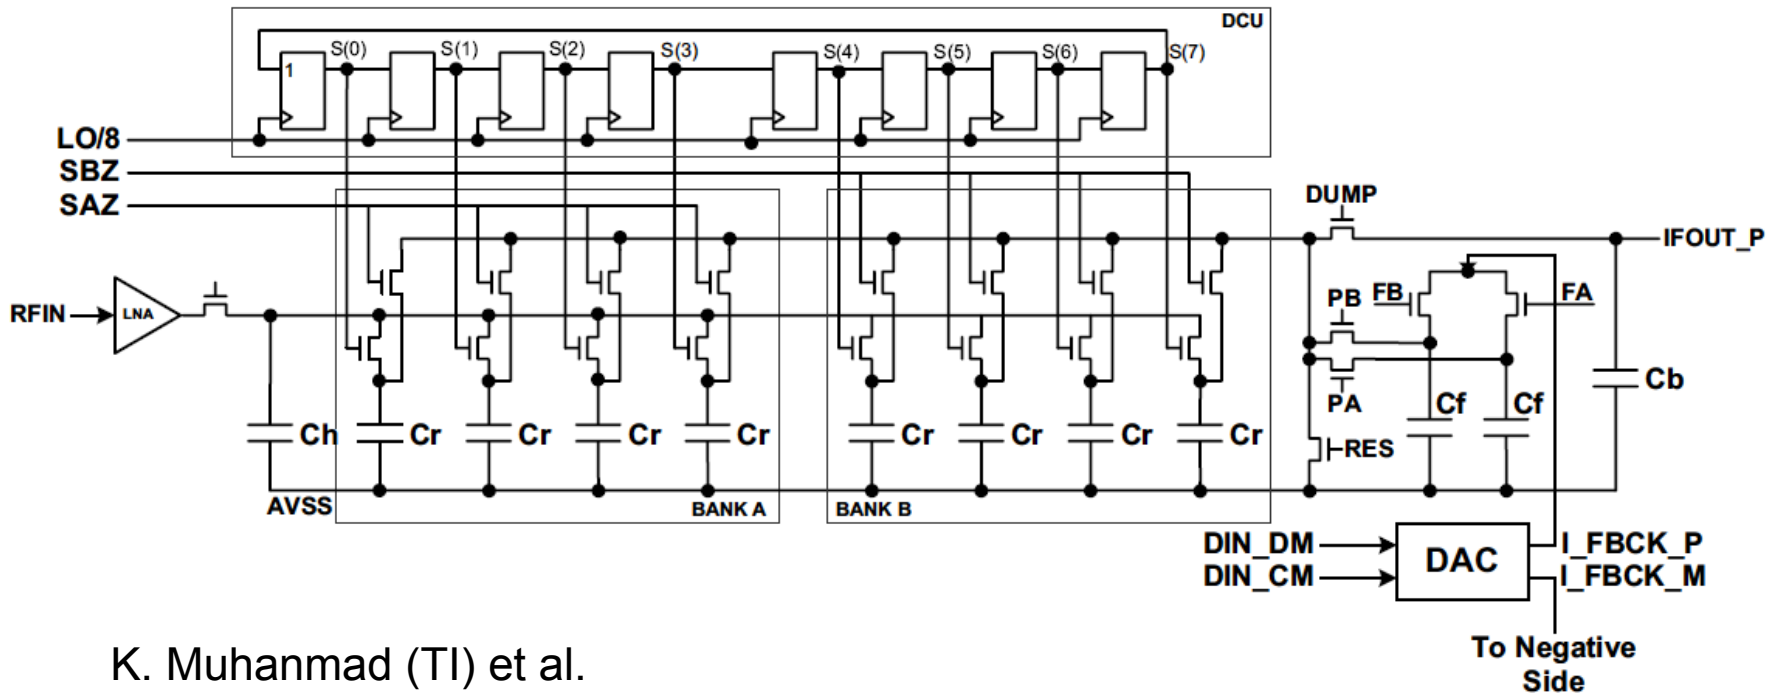 DCU
S(0) S(1) S(2) S(3) S(4) S(5) S(6) S(7)
1
LO/8
SBZ
SAZ
DUMP
IFOUT_P
RFIN
LNA
PB FB FA
PA
Ch Cr Cr Cr Cr Cr Cr Cr Cr Cf Cf Cb
RES
AVSS
BANK A BANK B
DIN_DM
DIN_CM
DAC
I_FBCK_P
I_FBCK_M
To Negative
Side
K. Muhanmad (TI) et al.